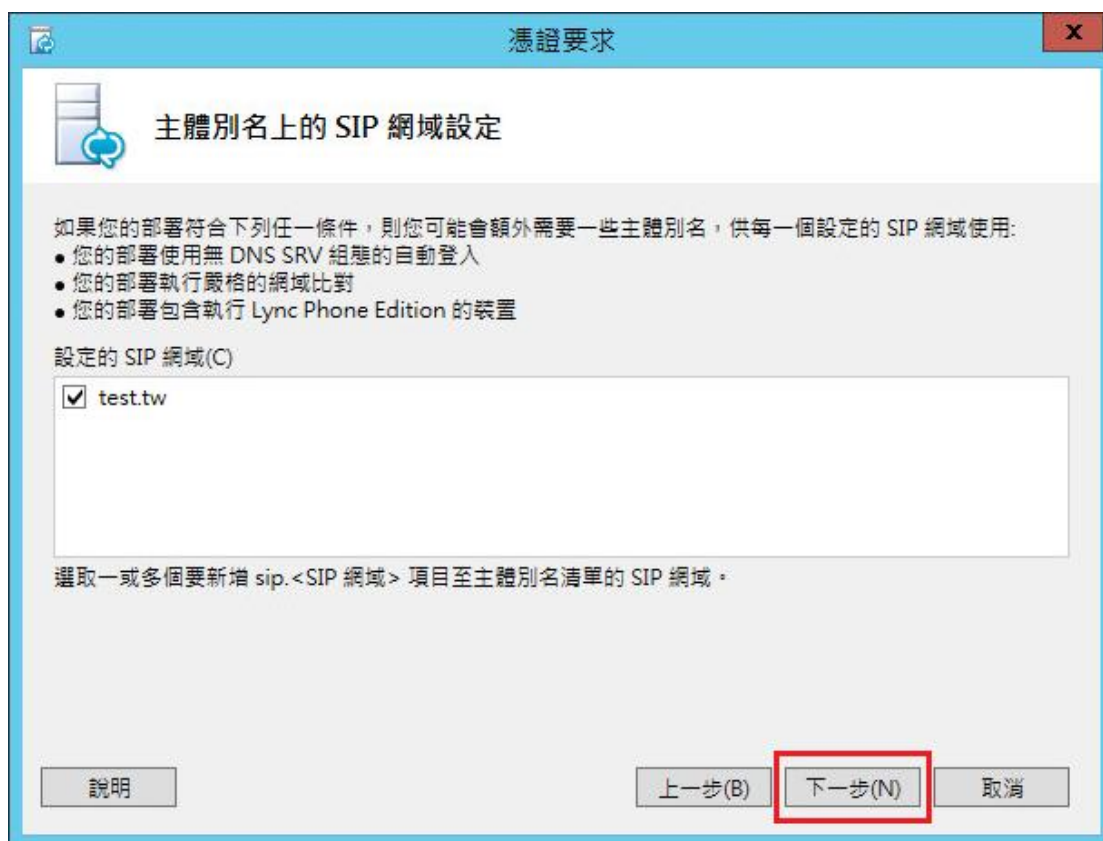 憑證要求
x
主體別名上的 SIP 網域設定
如果您的部署符合下列任一條件，則您可能會額外需要一些主體別名，供每一個設定的 SIP 網域使用:
● 您的部署使用無 DNS SRV 組態的自動登入
● 您的部署執行嚴格的網域比對
● 您的部署包含執行 Lync Phone Edition 的裝置
設定的 SIP 網域(C)
test.tw
選取一或多個要新增 sip.<SIP 網域> 項目至主體別名清單的 SIP 網域。
說明 上一步(B) 下一步(N) 取消